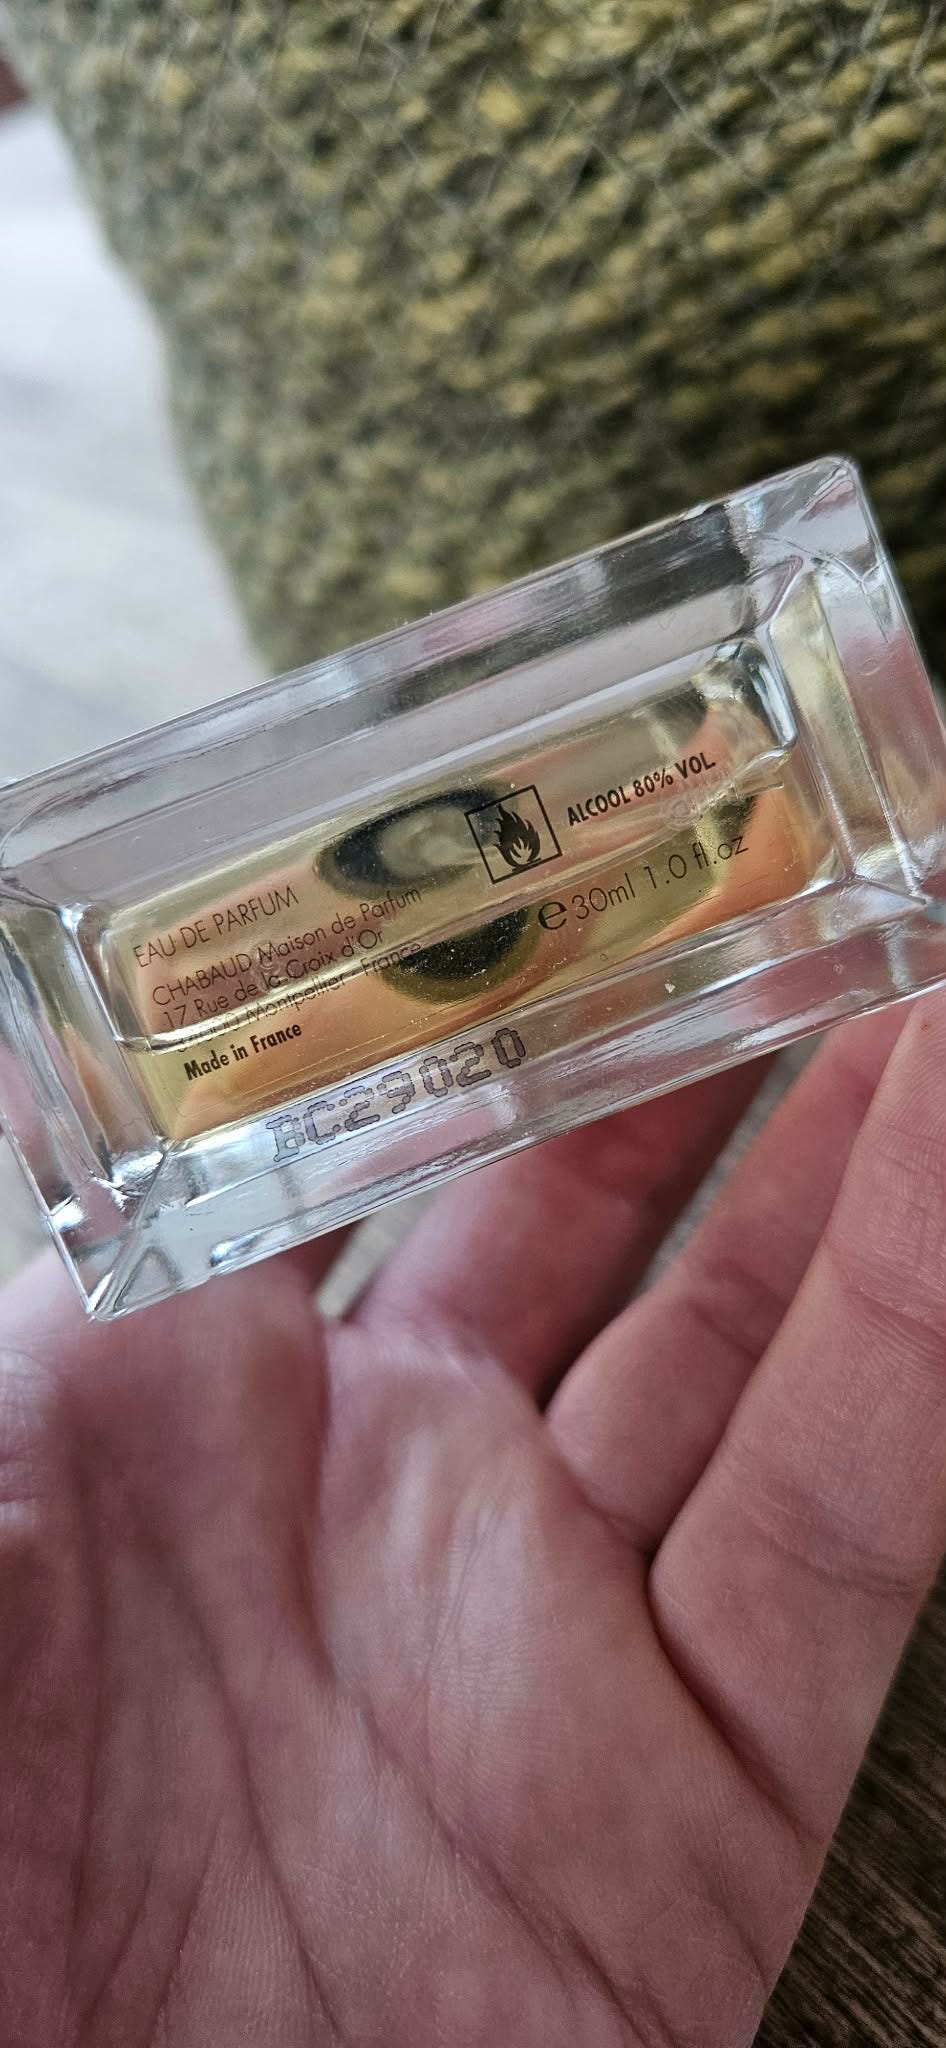 EAU DE PARFUM
CHABAUD Maison de Parfum
17 Rue de la Croix d'Or
Montpellier - France
Made in France
ALCOOL 80% VOL.
℮ 30ml 1.0 fl.oz
BC29020